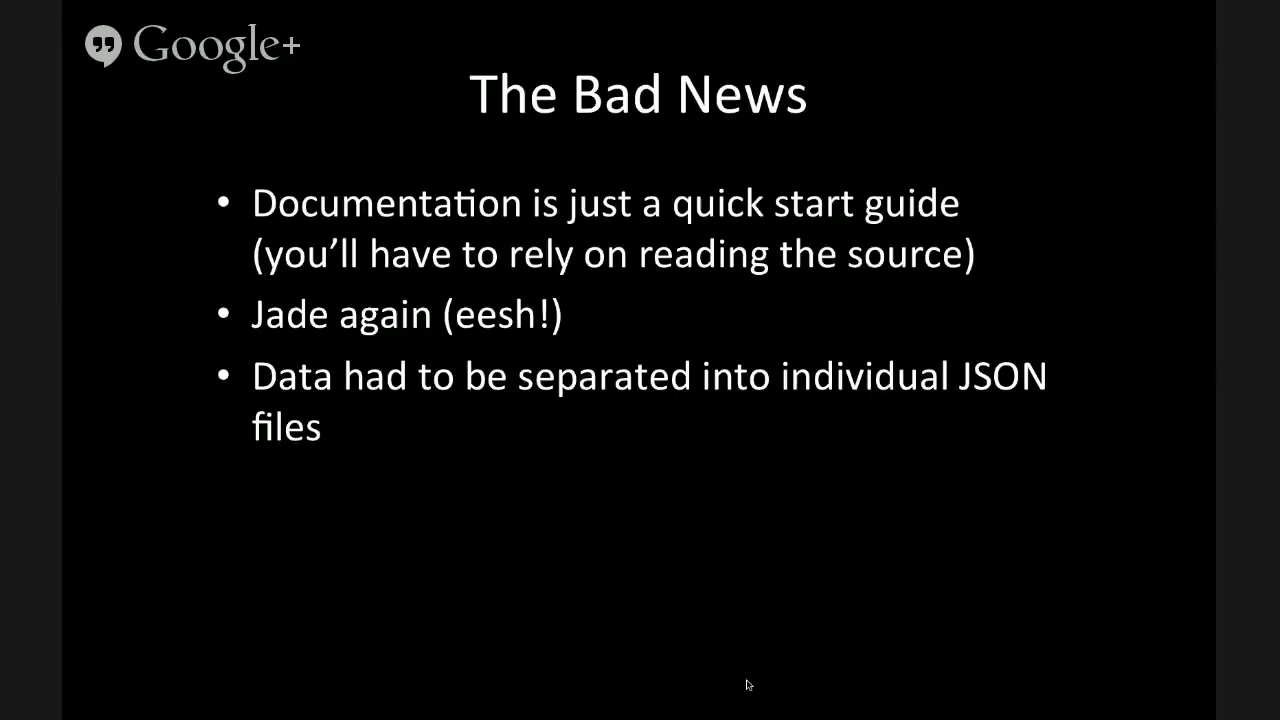 Google+
The Bad News
• Documentation is just a quick start guide
(you’ll have to rely on reading the source)
• Jade again (eesh!)
• Data had to be separated into individual JSON
files